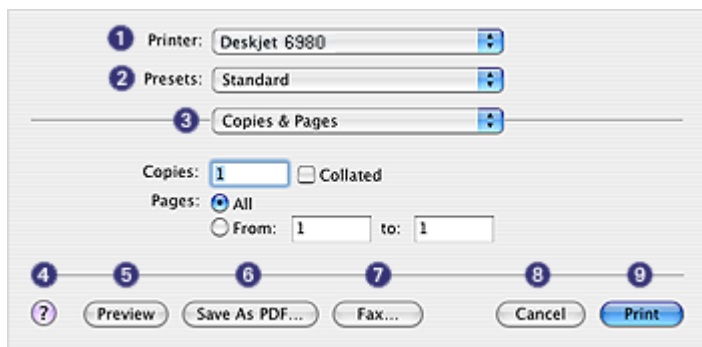 1 Printer: Deskjet 6980
2 Presets: Standard
3 Copies & Pages
Copies: 1 Collated
Pages: All
From: 1 to: 1
4 5 6 7 8 9
? Preview Save As PDF... Fax... Cancel Print